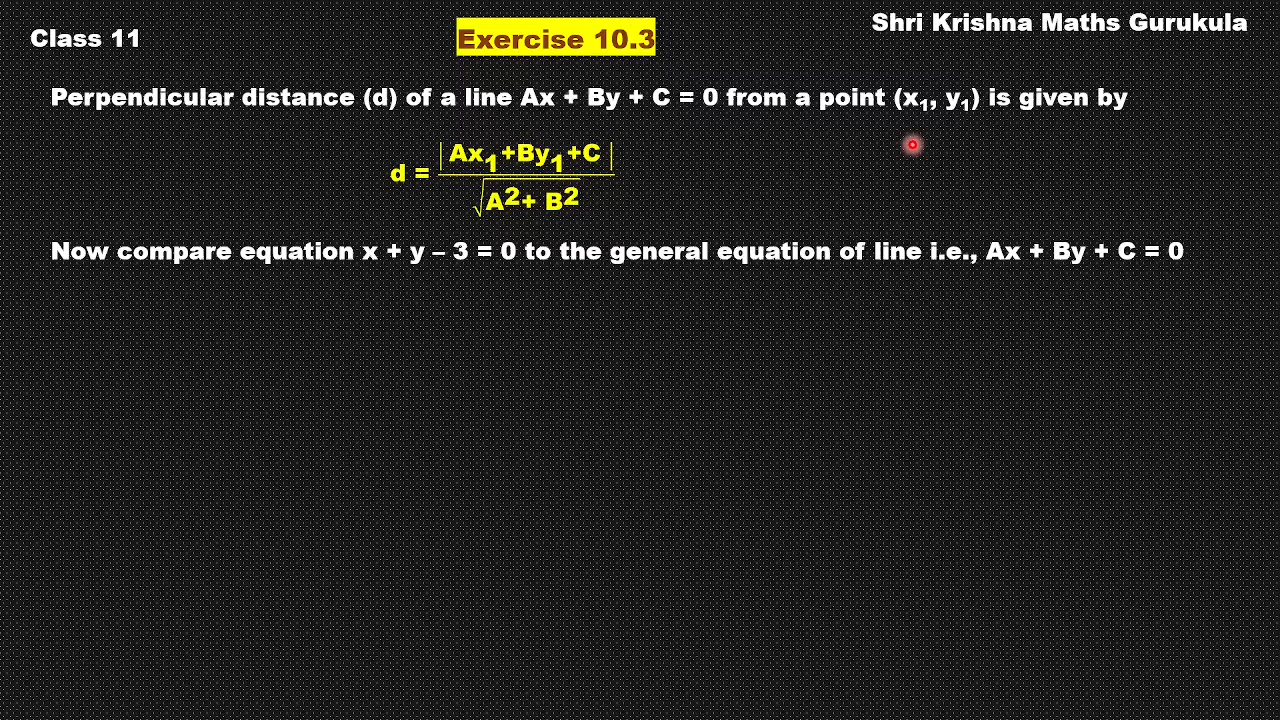 Class 11
Exercise 10.3
Shri Krishna Maths Gurukula
Perpendicular distance (d) of a line Ax + By + C = 0 from a point (x₁, y₁) is given by
d = | Ax₁+By₁+C | / √(A²+ B²)
Now compare equation x + y – 3 = 0 to the general equation of line i.e., Ax + By + C = 0